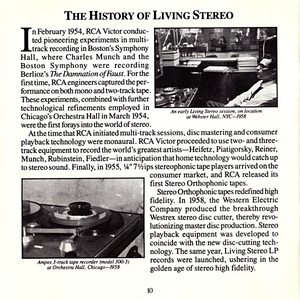 THE HISTORY OF LIVING STEREO
In February 1954, RCA Victor conduc-
ted pioneering experiments in multi-
track recording in Boston's Symphony
Hall, where Charles Munch and the
Boston Symphony were recording
Berlioz's The Damnation of Faust. For the
first time, RCA engineers captured the per-
formance on both mono and two-track tape.
These experiments, combined with further
technological refinements employed in
Chicago's Orchestra Hall in March 1954,
were the first forays into the world of stereo.
An early Living Stereo session, on location
at Webster Hall, NYC—1958
At the time that RCA initiated multi-track sessions, disc mastering and consumer
playback technology were monaural. RCA Victor proceeded to use two- and three-
track equipment to record the world's greatest artists—Heifetz, Piatigorsky, Reiner,
Munch, Rubinstein, Fiedler—in anticipation that home technology would catch up
to stereo sound. Finally, in 1955, ¼" 7½ ips stereophonic tape players arrived on the
consumer market, and RCA released its
first Stereo Orthophonic tapes.
Stereo Orthophonic tapes redefined high
fidelity. In 1958, the Western Electric
Company produced the breakthrough
Westrex stereo disc cutter, thereby revo-
lutionizing master disc production. Stereo
playback equipment was developed to
coincide with the new disc-cutting tech-
nology. The same year, Living Stereo LP
records were launched, ushering in the
golden age of stereo high fidelity.
Ampex 3-track tape recorder (model 300-3)
at Orchestra Hall, Chicago—1958
10